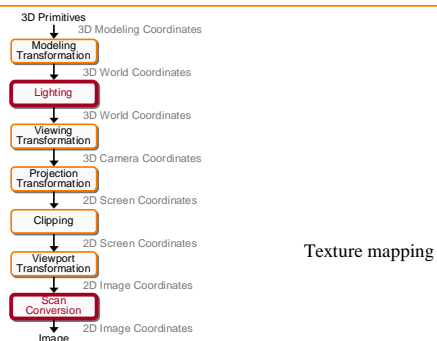 3D Primitives
3D Modeling Coordinates
Modeling
Transformation
3D World Coordinates
Lighting
3D World Coordinates
Viewing
Transformation
3D Camera Coordinates
Projection
Transformation
2D Screen Coordinates
Clipping
2D Screen Coordinates
Texture mapping
Viewport
Transformation
2D Image Coordinates
Scan
Conversion
2D Image Coordinates
Image